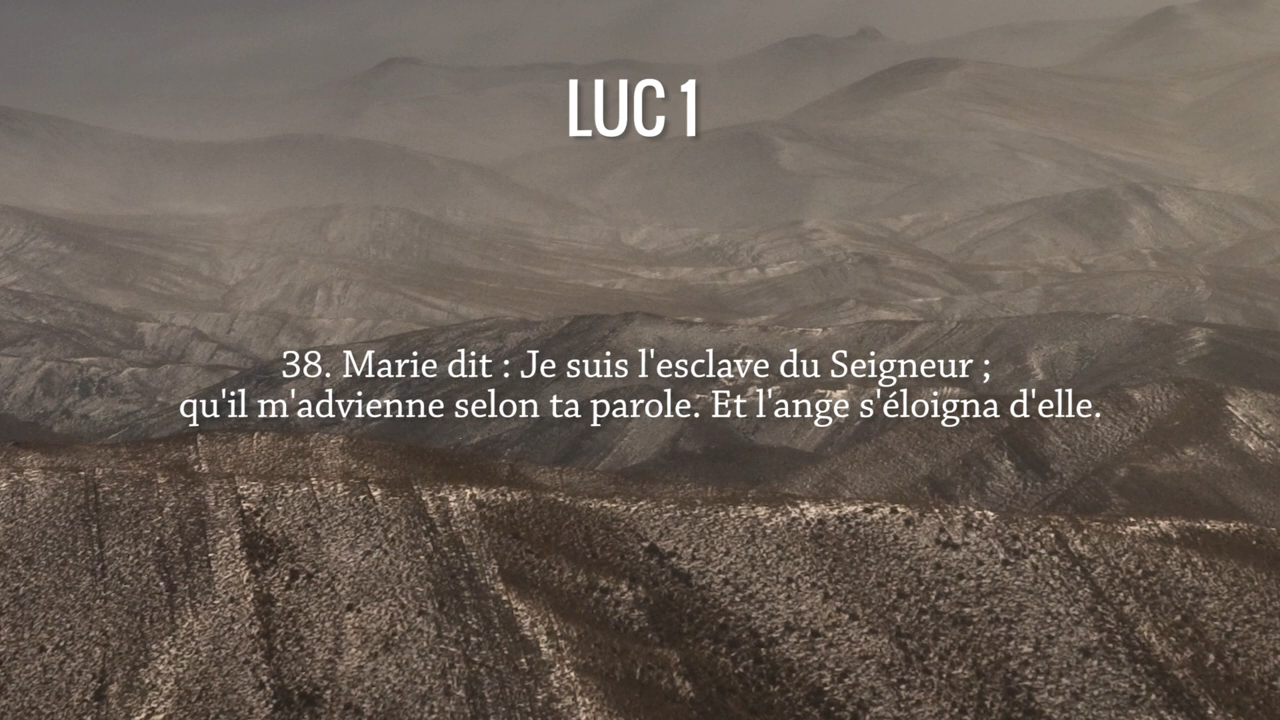 LUC 1
38. Marie dit : Je suis l'esclave du Seigneur ;
qu'il m'advienne selon ta parole. Et l'ange s'éloigna d'elle.